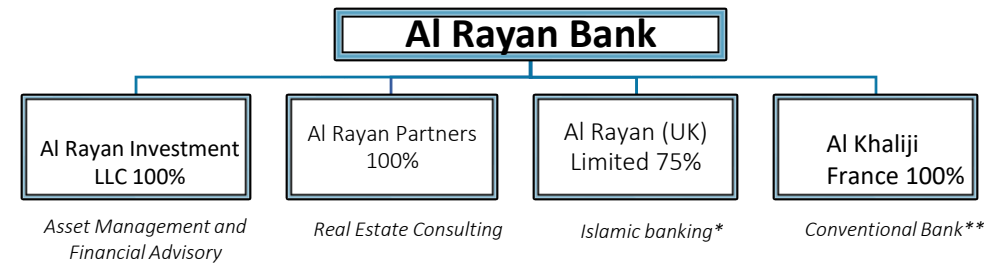 Al Rayan Bank
Al Rayan Investment
LLC 100%
Al Rayan Partners
100%
Al Rayan (UK)
Limited 75%
Al Khaliji
France 100%
Asset Management and
Financial Advisory
Real Estate Consulting
Islamic banking*
Conventional Bank**